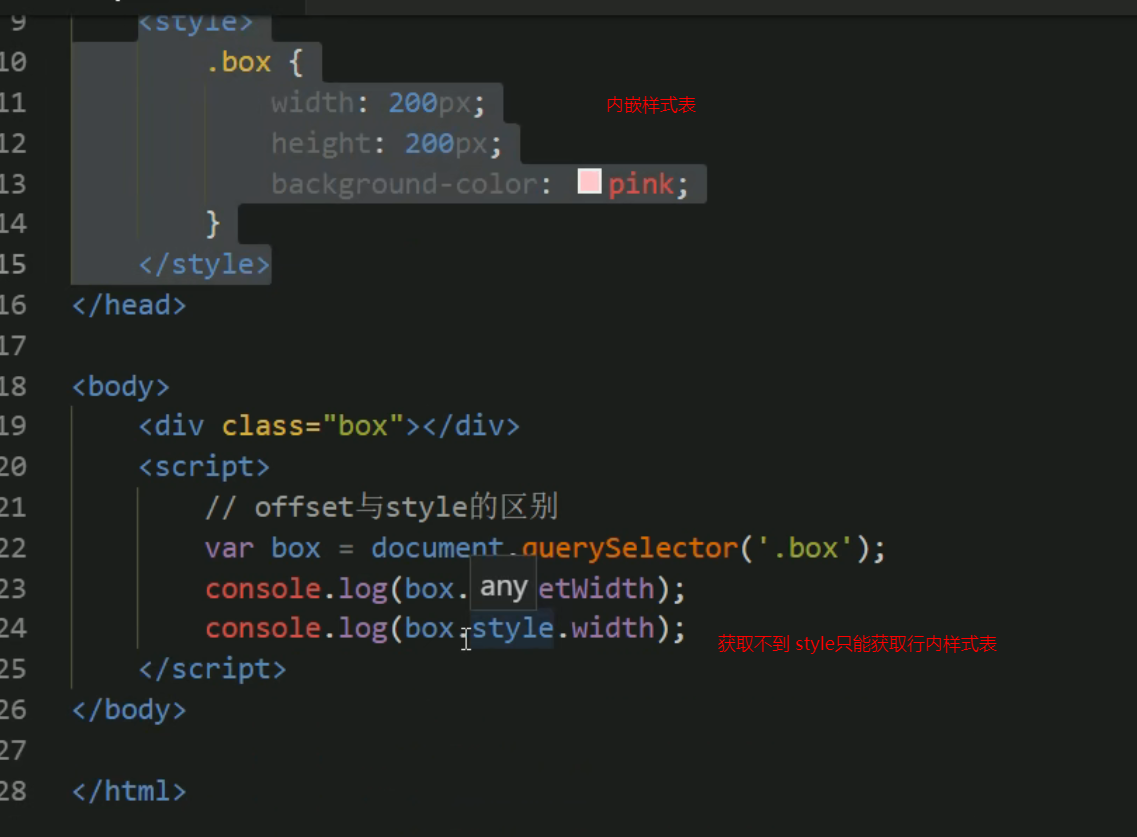 9 <style>
10 .box {
11 width: 200px; 内嵌样式表
12 height: 200px;
13 background-color: pink;
14 }
15 </style>
16 </head>
17
18 <body>
19 <div class="box"></div>
20 <script>
21 // offset与style的区别
22 var box = document.querySelector('.box');
23 console.log(box. any etWidth);
24 console.log(box.style.width); 获取不到 style只能获取行内样式表
25 </script>
26 </body>
27
28 </html>